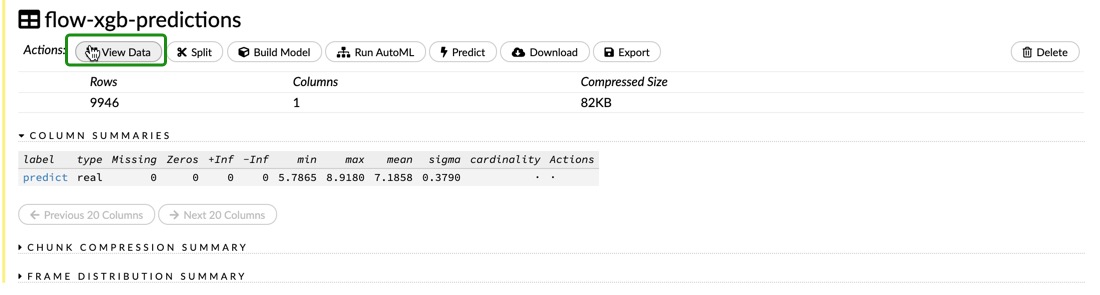 flow-xgb-predictions
Actions: View Data Split Build Model Run AutoML Predict Download Export Delete
Rows Columns Compressed Size
9946 1 82KB
COLUMN SUMMARIES
label type Missing Zeros +Inf -Inf min max mean sigma cardinality Actions
predict real 0 0 0 0 5.7865 8.9180 7.1858 0.3790 · ·
← Previous 20 Columns → Next 20 Columns
CHUNK COMPRESSION SUMMARY
FRAME DISTRIBUTION SUMMARY